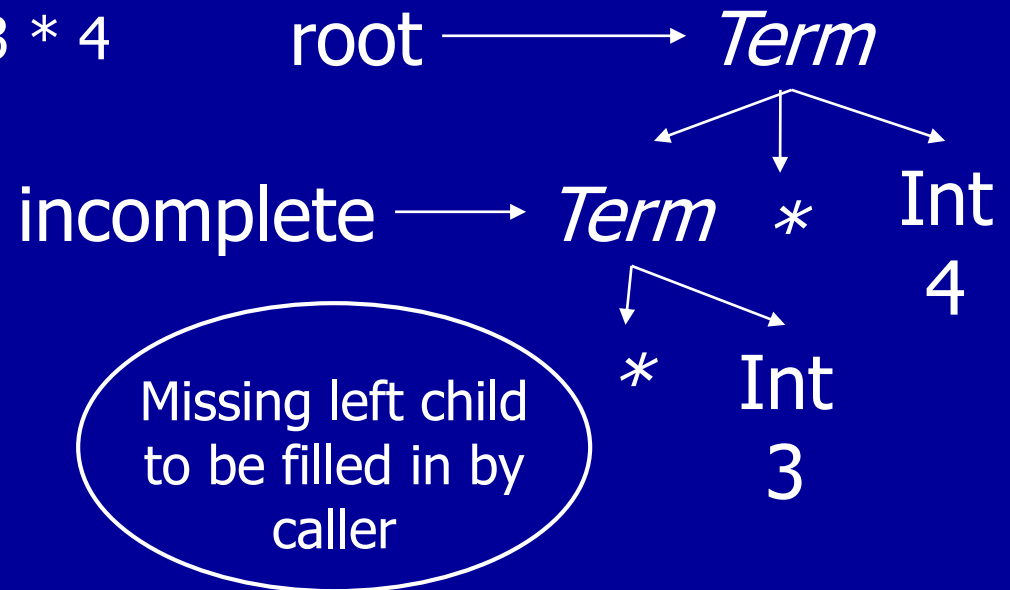 3 * 4
root
Term
incomplete
Term
*
Int
4
*
Int
3
Missing left child
to be filled in by
caller